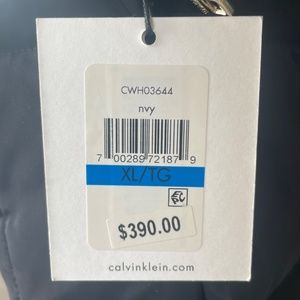 CWH03644
nvy
7 00289 72187 9
XL/TG
$390.00
calvinklein.com